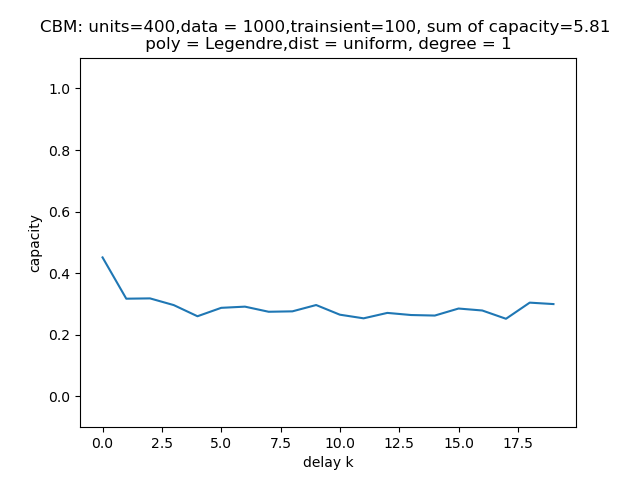 CBM: units=400,data = 1000,trainsient=100, sum of capacity=5.81
poly = Legendre,dist = uniform, degree = 1
1.0
0.8
0.6
0.4
0.2
0.0
capacity
0.0 2.5 5.0 7.5 10.0 12.5 15.0 17.5
delay k